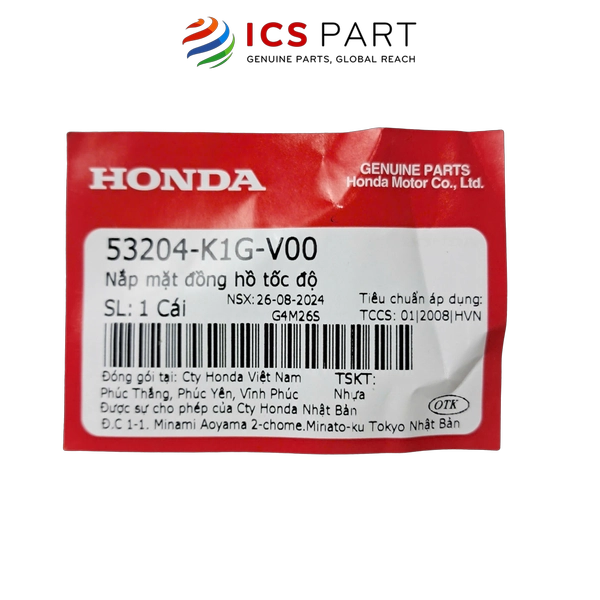 ICS PART
GENUINE PARTS, GLOBAL REACH
HONDA
GENUINE PARTS
Honda Motor Co., Ltd.
53204-K1G-V00
Nắp mặt đồng hồ tốc độ
SL: 1 Cái
NSX: 26-08-2024
G4M26S
Tiêu chuẩn áp dụng:
TCCS: 01|2008|HVN
Đóng gói tại: Cty Honda Việt Nam
Phúc Thắng, Phúc Yên, Vĩnh Phúc
TSKT:
Nhựa
Được sự cho phép của Cty Honda Nhật Bản
Đ.C 1-1. Minami Aoyama 2-chome.Minato-ku Tokyo Nhật Bản
OTK